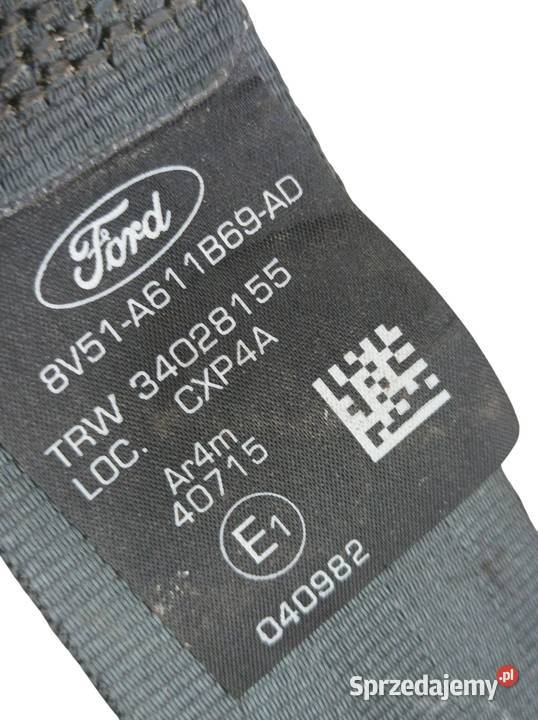 Ford
8V51-A611B69-AD
TRW 34028155
LOC. CXP4A
Ar4m
40715
E1
040982
Sprzedajemy.pl